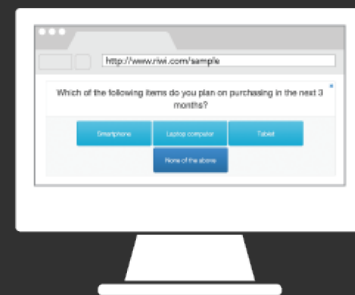 http://www.riwi.com/sample
Which of the following items do you plan on purchasing in the next 3
months?
Smartphone Laptop computer Tablet
None of the above